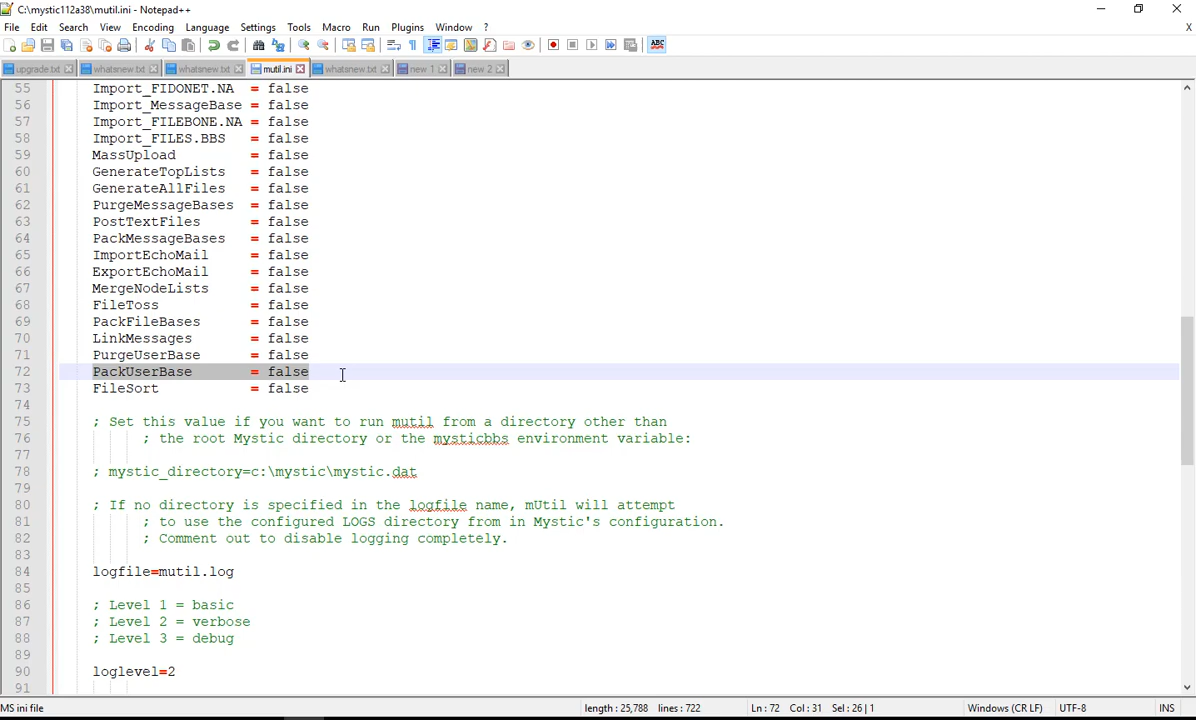 C:\mystic112a38\mutil.ini - Notepad++
File Edit Search View Encoding Language Settings Tools Macro Run Plugins Window ? X
upgrade.txt whatsnew.txt whatsnew.txt mutil.ini whatsnew.txt new 1 new 2
55 Import_FIDONET.NA = false
56 Import_MessageBase = false
57 Import_FILEBONE.NA = false
58 Import_FILES.BBS = false
59 MassUpload = false
60 GenerateTopLists = false
61 GenerateAllFiles = false
62 PurgeMessageBases = false
63 PostTextFiles = false
64 PackMessageBases = false
65 ImportEchoMail = false
66 ExportEchoMail = false
67 MergeNodeLists = false
68 FileToss = false
69 PackFileBases = false
70 LinkMessages = false
71 PurgeUserBase = false
72 PackUserBase = false
73 FileSort = false
74
75 ; Set this value if you want to run mutil from a directory other than
76 ; the root Mystic directory or the mysticbbs environment variable:
77
78 ; mystic_directory=c:\mystic\mystic.dat
79
80 ; If no directory is specified in the logfile name, mUtil will attempt
81 ; to use the configured LOGS directory from in Mystic's configuration.
82 ; Comment out to disable logging completely.
83
84 logfile=mutil.log
85
86 ; Level 1 = basic
87 ; Level 2 = verbose
88 ; Level 3 = debug
89
90 loglevel=2
91
MS ini file length : 25,788 lines : 722 Ln : 72 Col : 31 Sel : 26 | 1 Windows (CR LF) UTF-8 INS